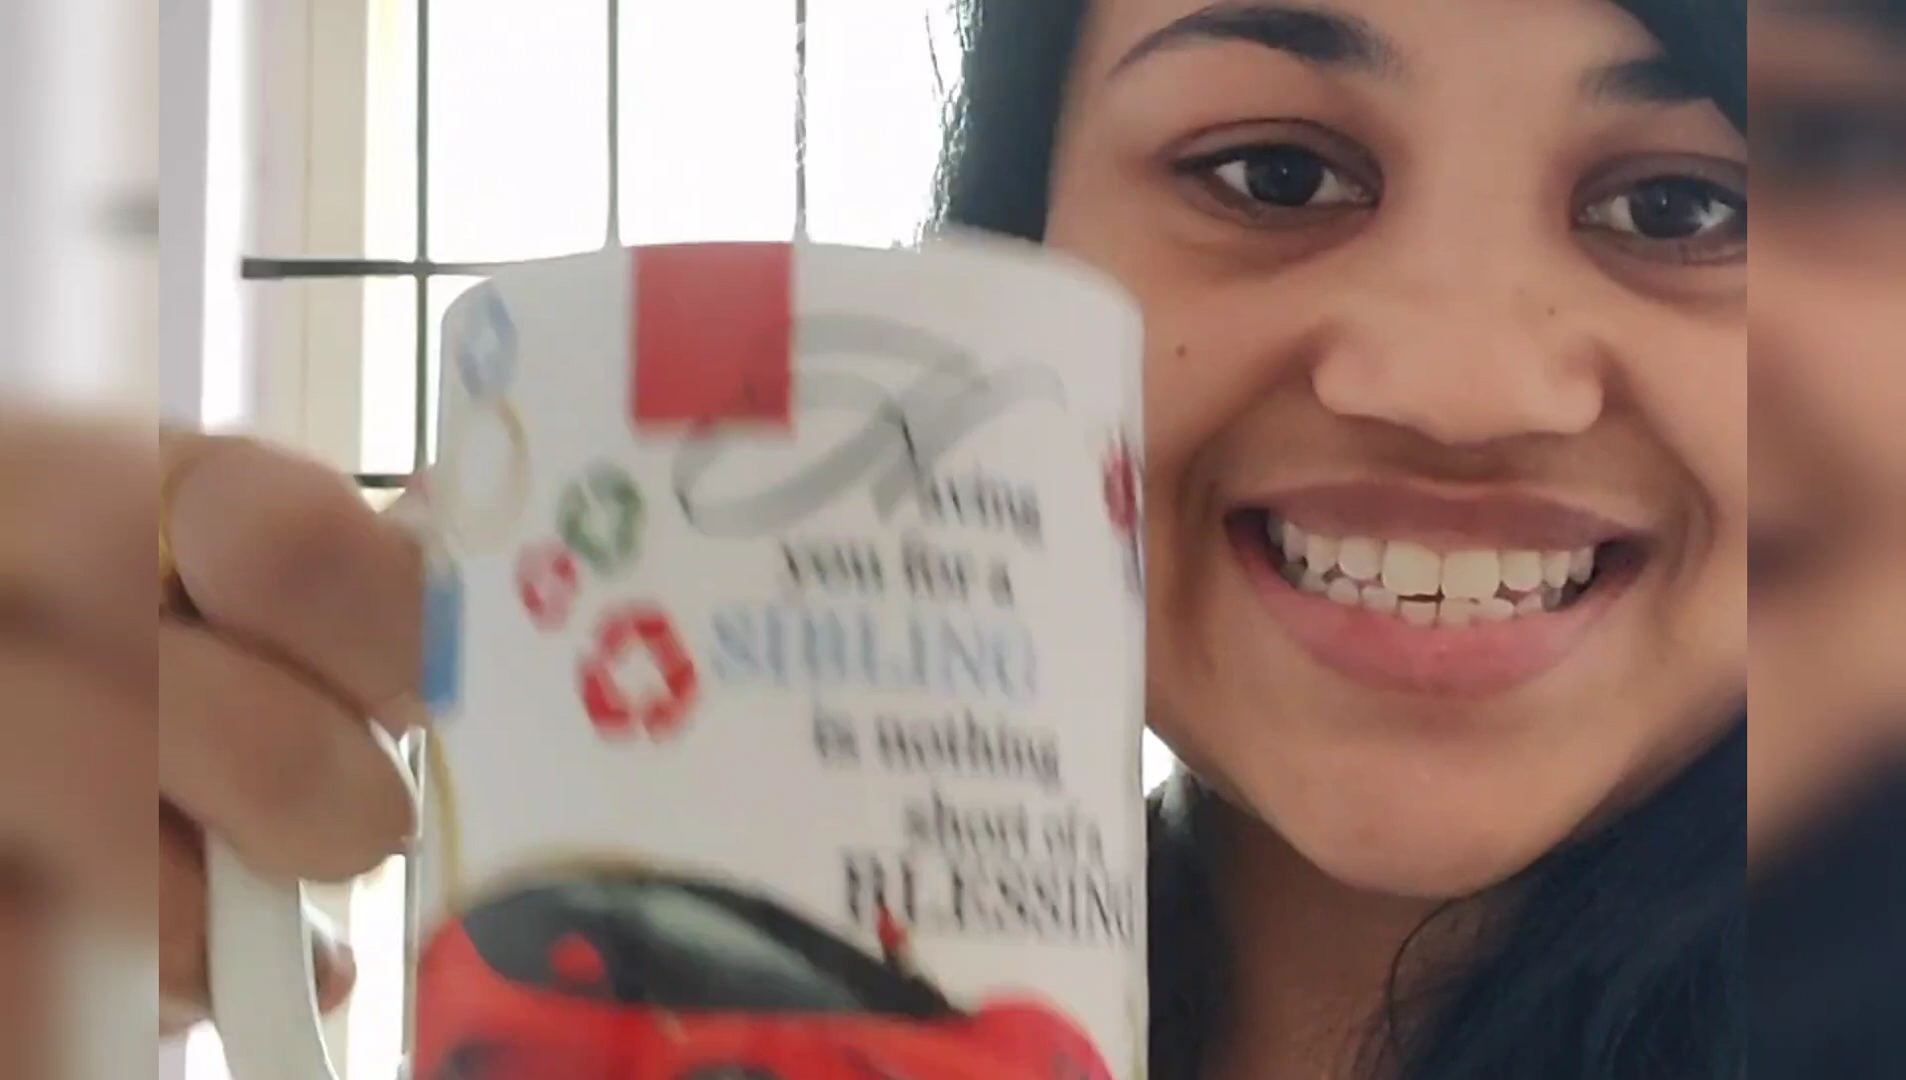 Having
you for a
SIBLING
is nothing
short of a
BLESSING